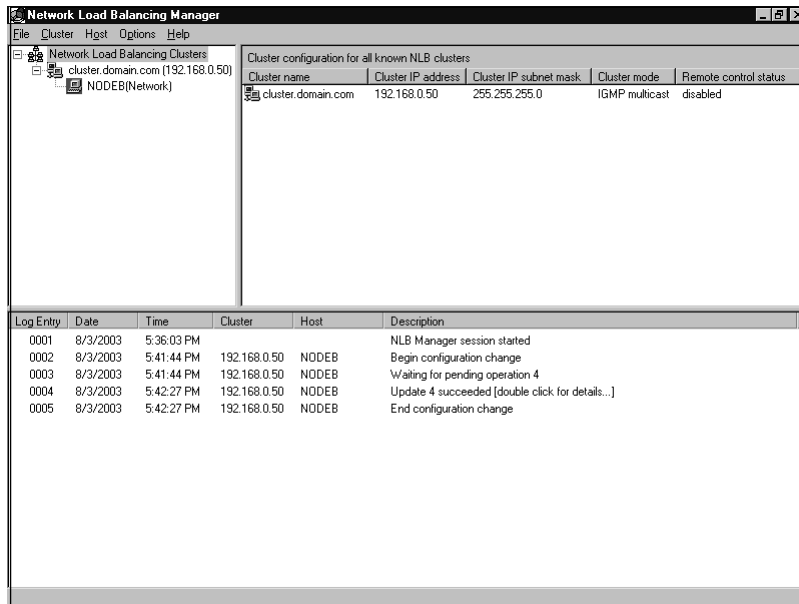 Network Load Balancing Manager
File Cluster Host Options Help
Network Load Balancing Clusters
cluster.domain.com (192.168.0.50)
NODEB(Network)
Cluster configuration for all known NLB clusters
Cluster name Cluster IP address Cluster IP subnet mask Cluster mode Remote control status
cluster.domain.com 192.168.0.50 255.255.255.0 IGMP multicast disabled
Log Entry Date Time Cluster Host Description
0001 8/3/2003 5:36:03 PM NLB Manager session started
0002 8/3/2003 5:41:44 PM 192.168.0.50 NODEB Begin configuration change
0003 8/3/2003 5:41:44 PM 192.168.0.50 NODEB Waiting for pending operation 4
0004 8/3/2003 5:42:27 PM 192.168.0.50 NODEB Update 4 succeeded [double click for details...]
0005 8/3/2003 5:42:27 PM 192.168.0.50 NODEB End configuration change